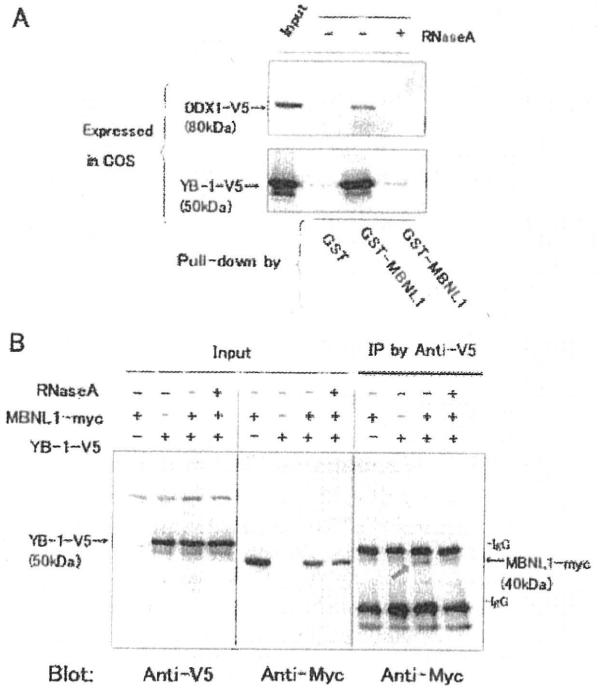 A
Input - - + RNaseA
DDX1-V5→
(80kDa)
Expressed
in COS
YB-1-V5→
(50kDa)
Pull-down by
GST
GST-MBNL1
GST-MBNL1
B
Input
IP by Anti-V5
RNaseA - - - + - - - + - - - +
MBNL1-myc + - + + + - + + + - + +
YB-1-V5 - + + + - + + + - + + +
YB-1-V5→
(50kDa)
-IgG
←MBNL1-myc
(40kDa)
-IgG
Blot: Anti-V5 Anti-Myc Anti-Myc